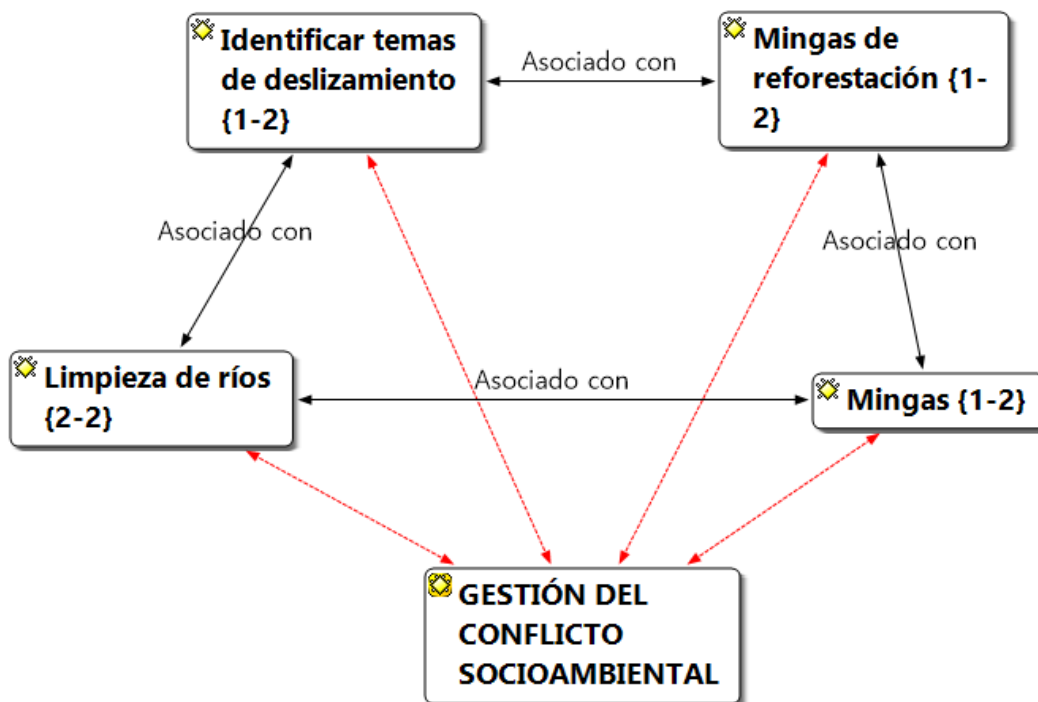 Identificar temas
de deslizamiento
{1-2}
Asociado con
Mingas de
reforestación {1-
2}
Asociado con
Asociado con
Limpieza de ríos
{2-2}
Asociado con
Mingas {1-2}
GESTIÓN DEL
CONFLICTO
SOCIOAMBIENTAL